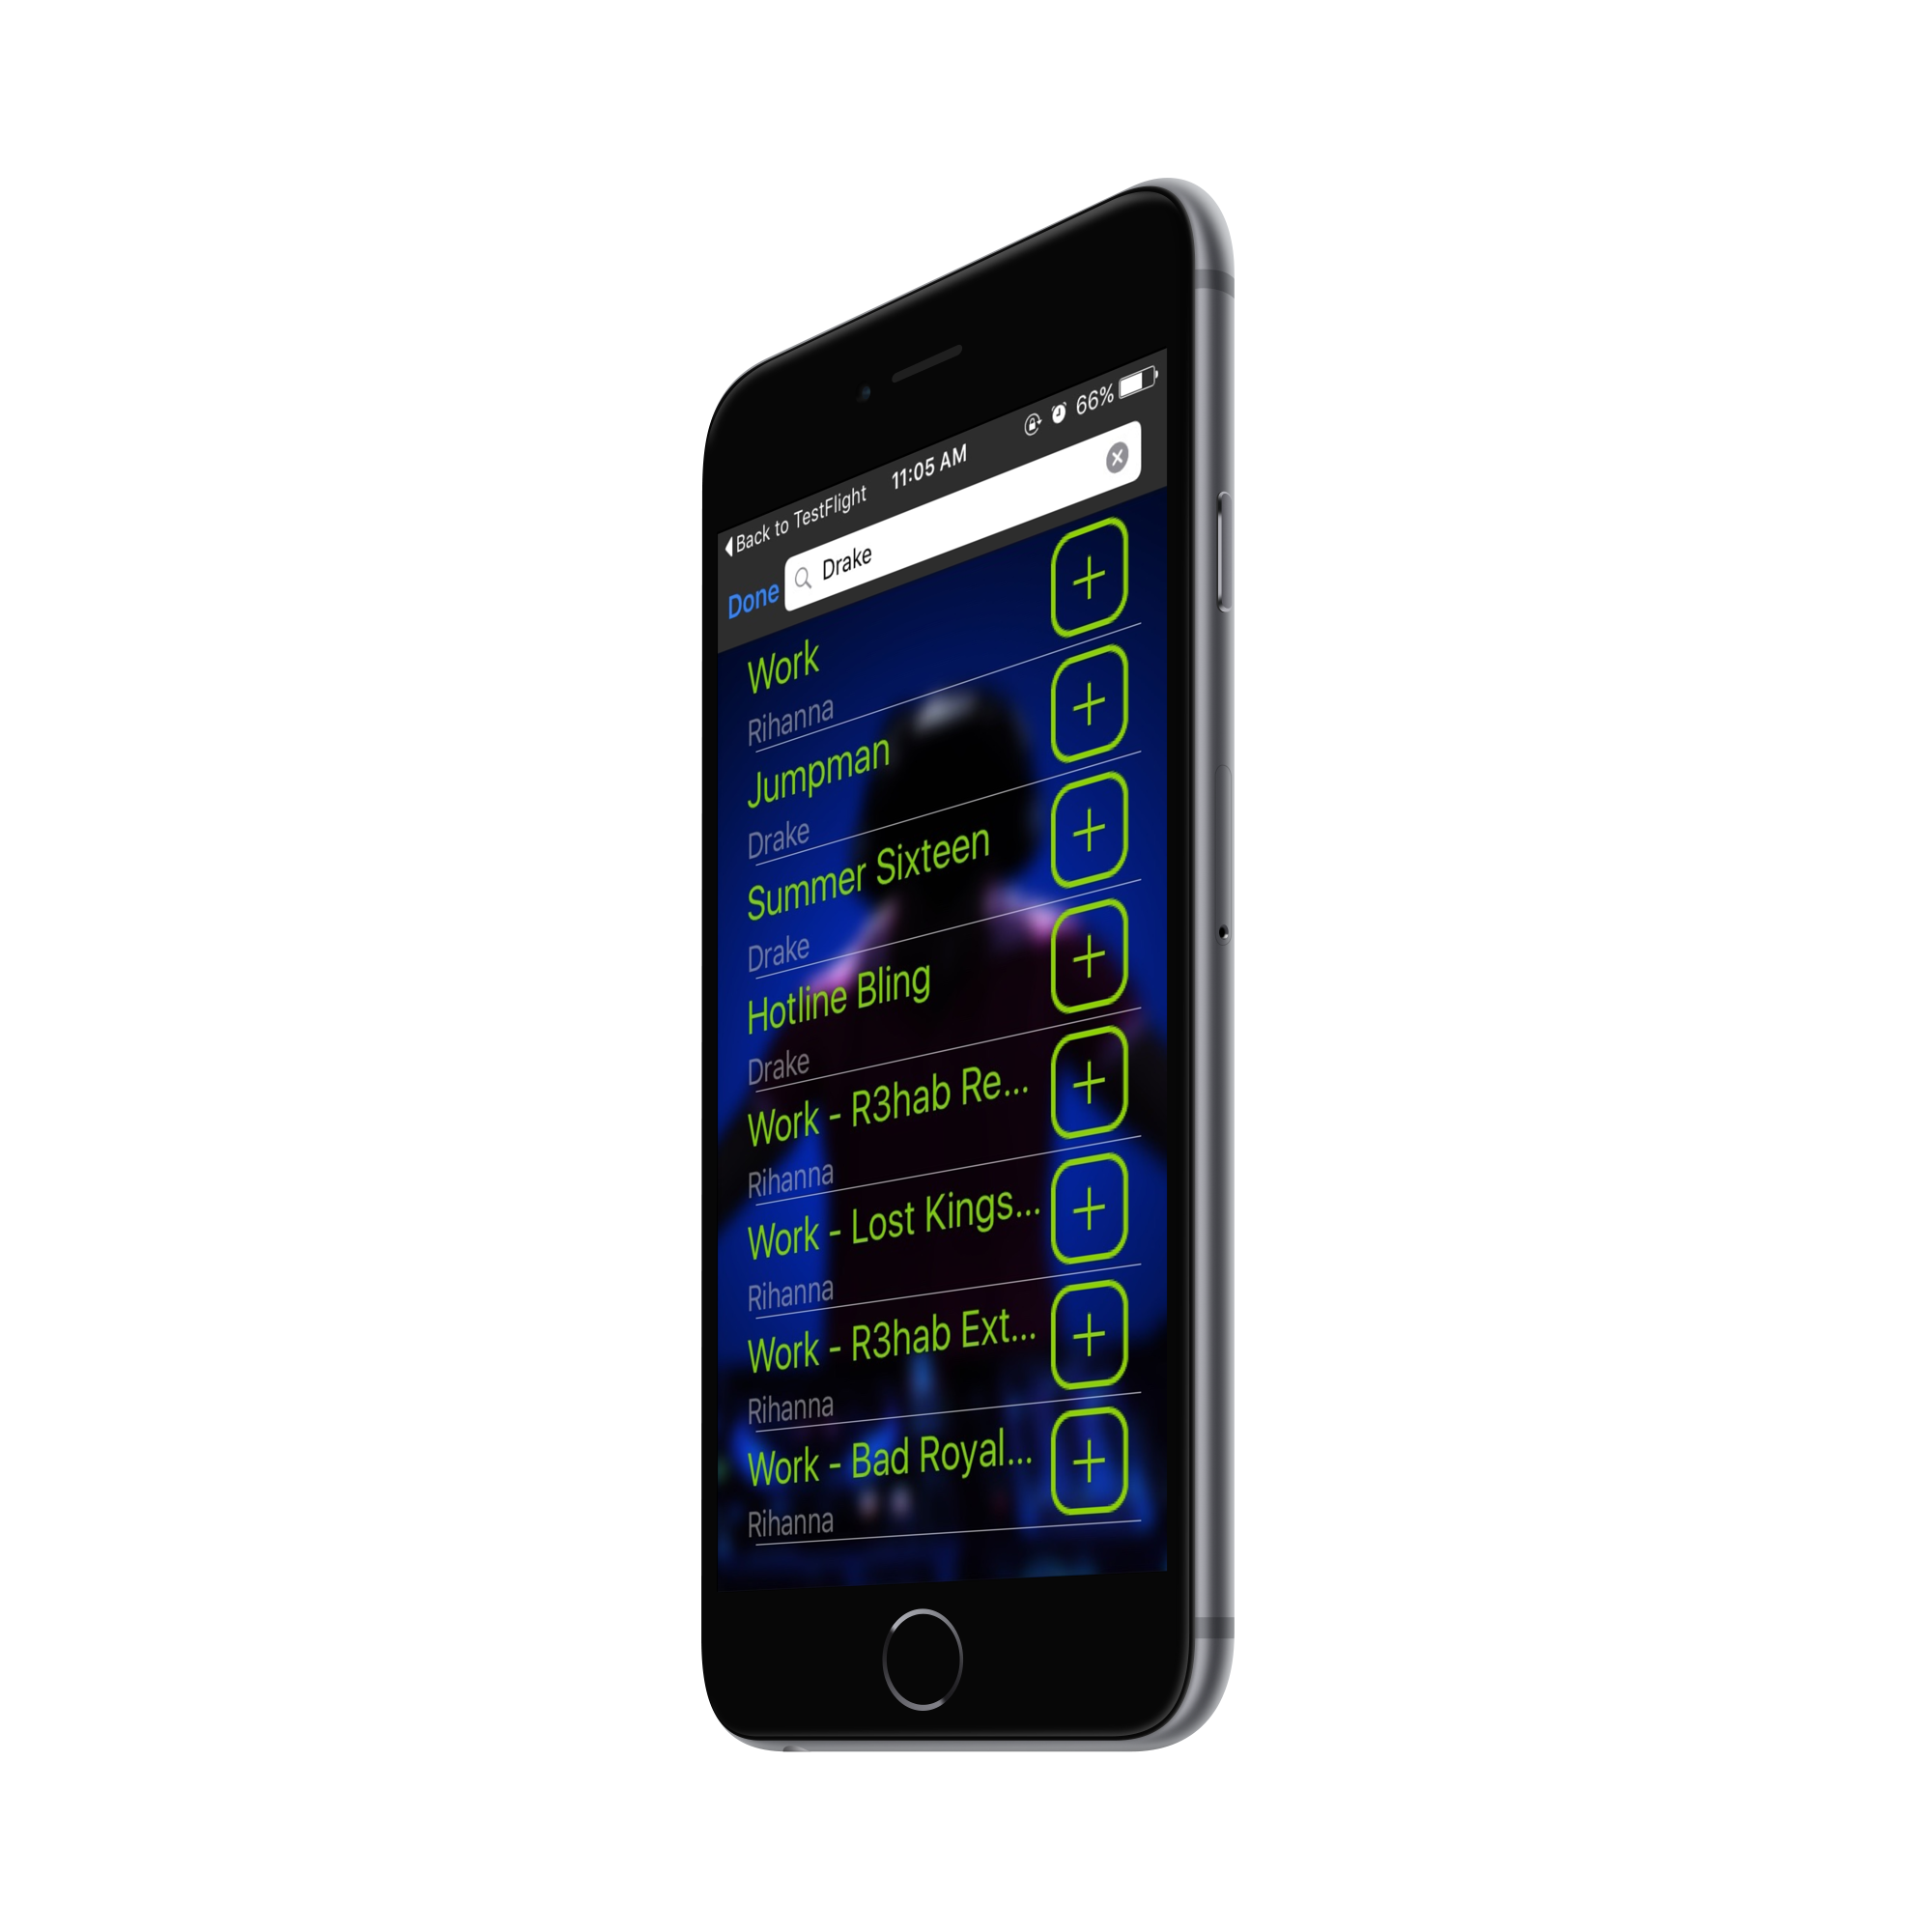 Back to TestFlight 11:05 AM 66%
Done Drake
Work
Rihanna
Jumpman
Drake
Summer Sixteen
Drake
Hotline Bling
Drake
Work - R3hab Re...
Rihanna
Work - Lost Kings...
Rihanna
Work - R3hab Ext...
Rihanna
Work - Bad Royal...
Rihanna